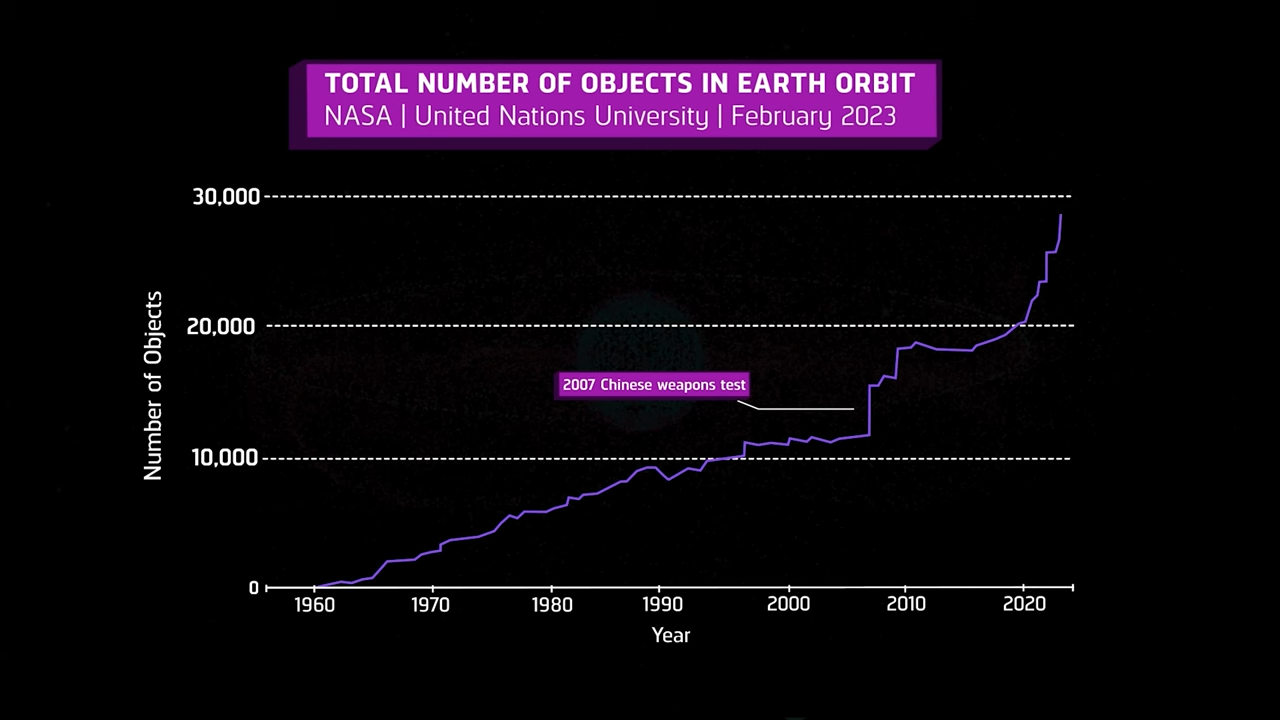 TOTAL NUMBER OF OBJECTS IN EARTH ORBIT
NASA | United Nations University | February 2023
30,000
20,000
10,000
0
Number of Objects
2007 Chinese weapons test
1960 1970 1980 1990 2000 2010 2020
Year